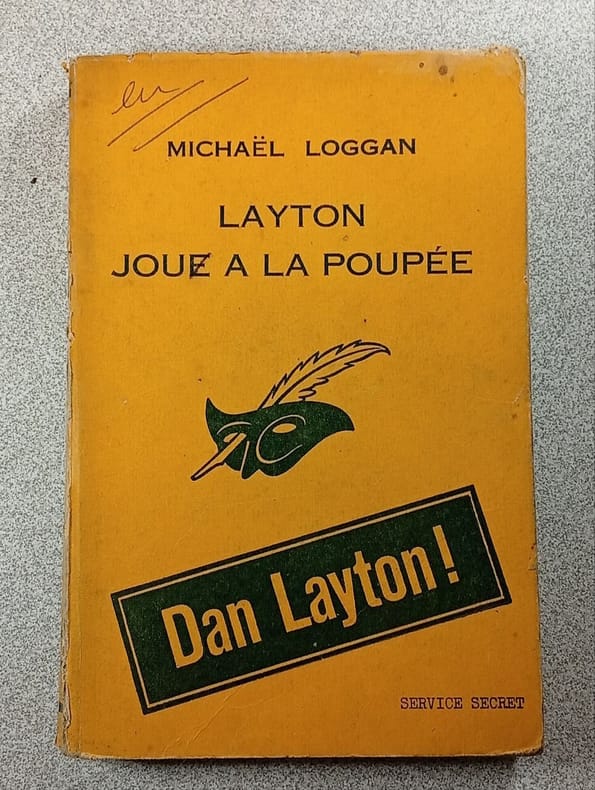 MICHAËL LOGGAN
LAYTON
JOUE A LA POUPÉE
Dan Layton!
SERVICE SECRET